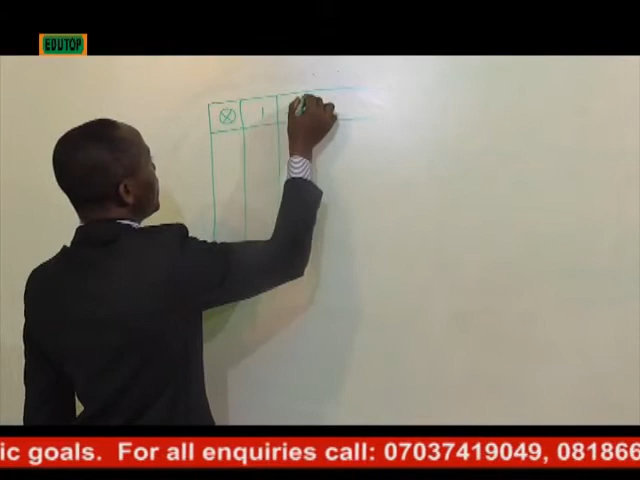 EDUTOP
⊗ 1
ic goals. For all enquiries call: 07037419049, 081866